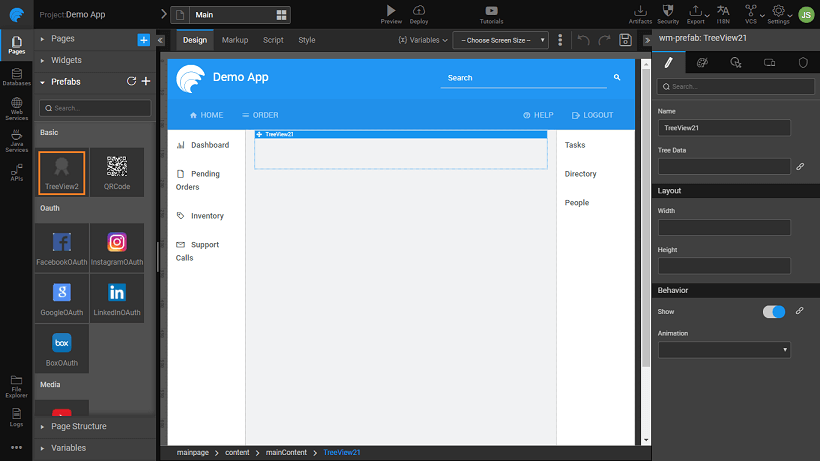 Project:Demo App
Main
Preview
Deploy
Tutorials
Artifacts
Security
Export
I18N
VCS
Settings
JS
Pages
Databases
Web
Services
Java
Services
APIs
File
Explorer
Logs
Pages
Widgets
Prefabs
Search...
Basic
TreeView2
QRCode
Oauth
FacebookOAuth
InstagramOAuth
GoogleOAuth
LinkedInOAuth
box
BoxOAuth
Media
Page Structure
Variables
Design
Markup
Script
Style
(x) Variables
-- Choose Screen Size --
Demo App
Search
HOME
ORDER
HELP
LOGOUT
Dashboard
Pending
Orders
Inventory
Support
Calls
TreeView21
Tasks
Directory
People
mainpage > content > mainContent > TreeView21
wm-prefab: TreeView21
Search...
Name
TreeView21
Tree Data
Layout
Width
Height
Behavior
Show
Animation